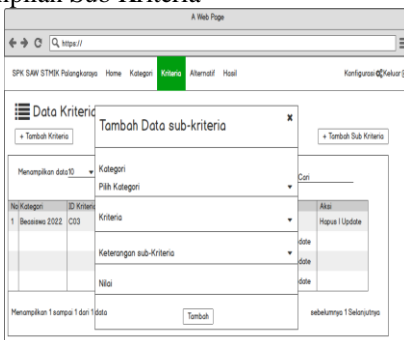 mpilan Sub-Kriteria
A Web Page
https://
SPK SAW STMIK Palangkaraya Home Kategori Kriteria Alternatif Hasil Konfigurasi Keluar
Data Kriteria
+ Tambah Kriteria
+ Tambah Sub Kriteria
Tambah Data sub-kriteria x
Menampilkan data 10
Cari
Kategori
Pilih Kategori
No Kategori ID Kriteria Aksi
1 Beasiswa 2022 C03 Hapus | Update
Kriteria
date
Keterangan sub-Kriteria
date
Nilai
date
Menampilkan 1 sampai 1 dari 1 data
Tambah
sebelumnya 1 Selanjutnya